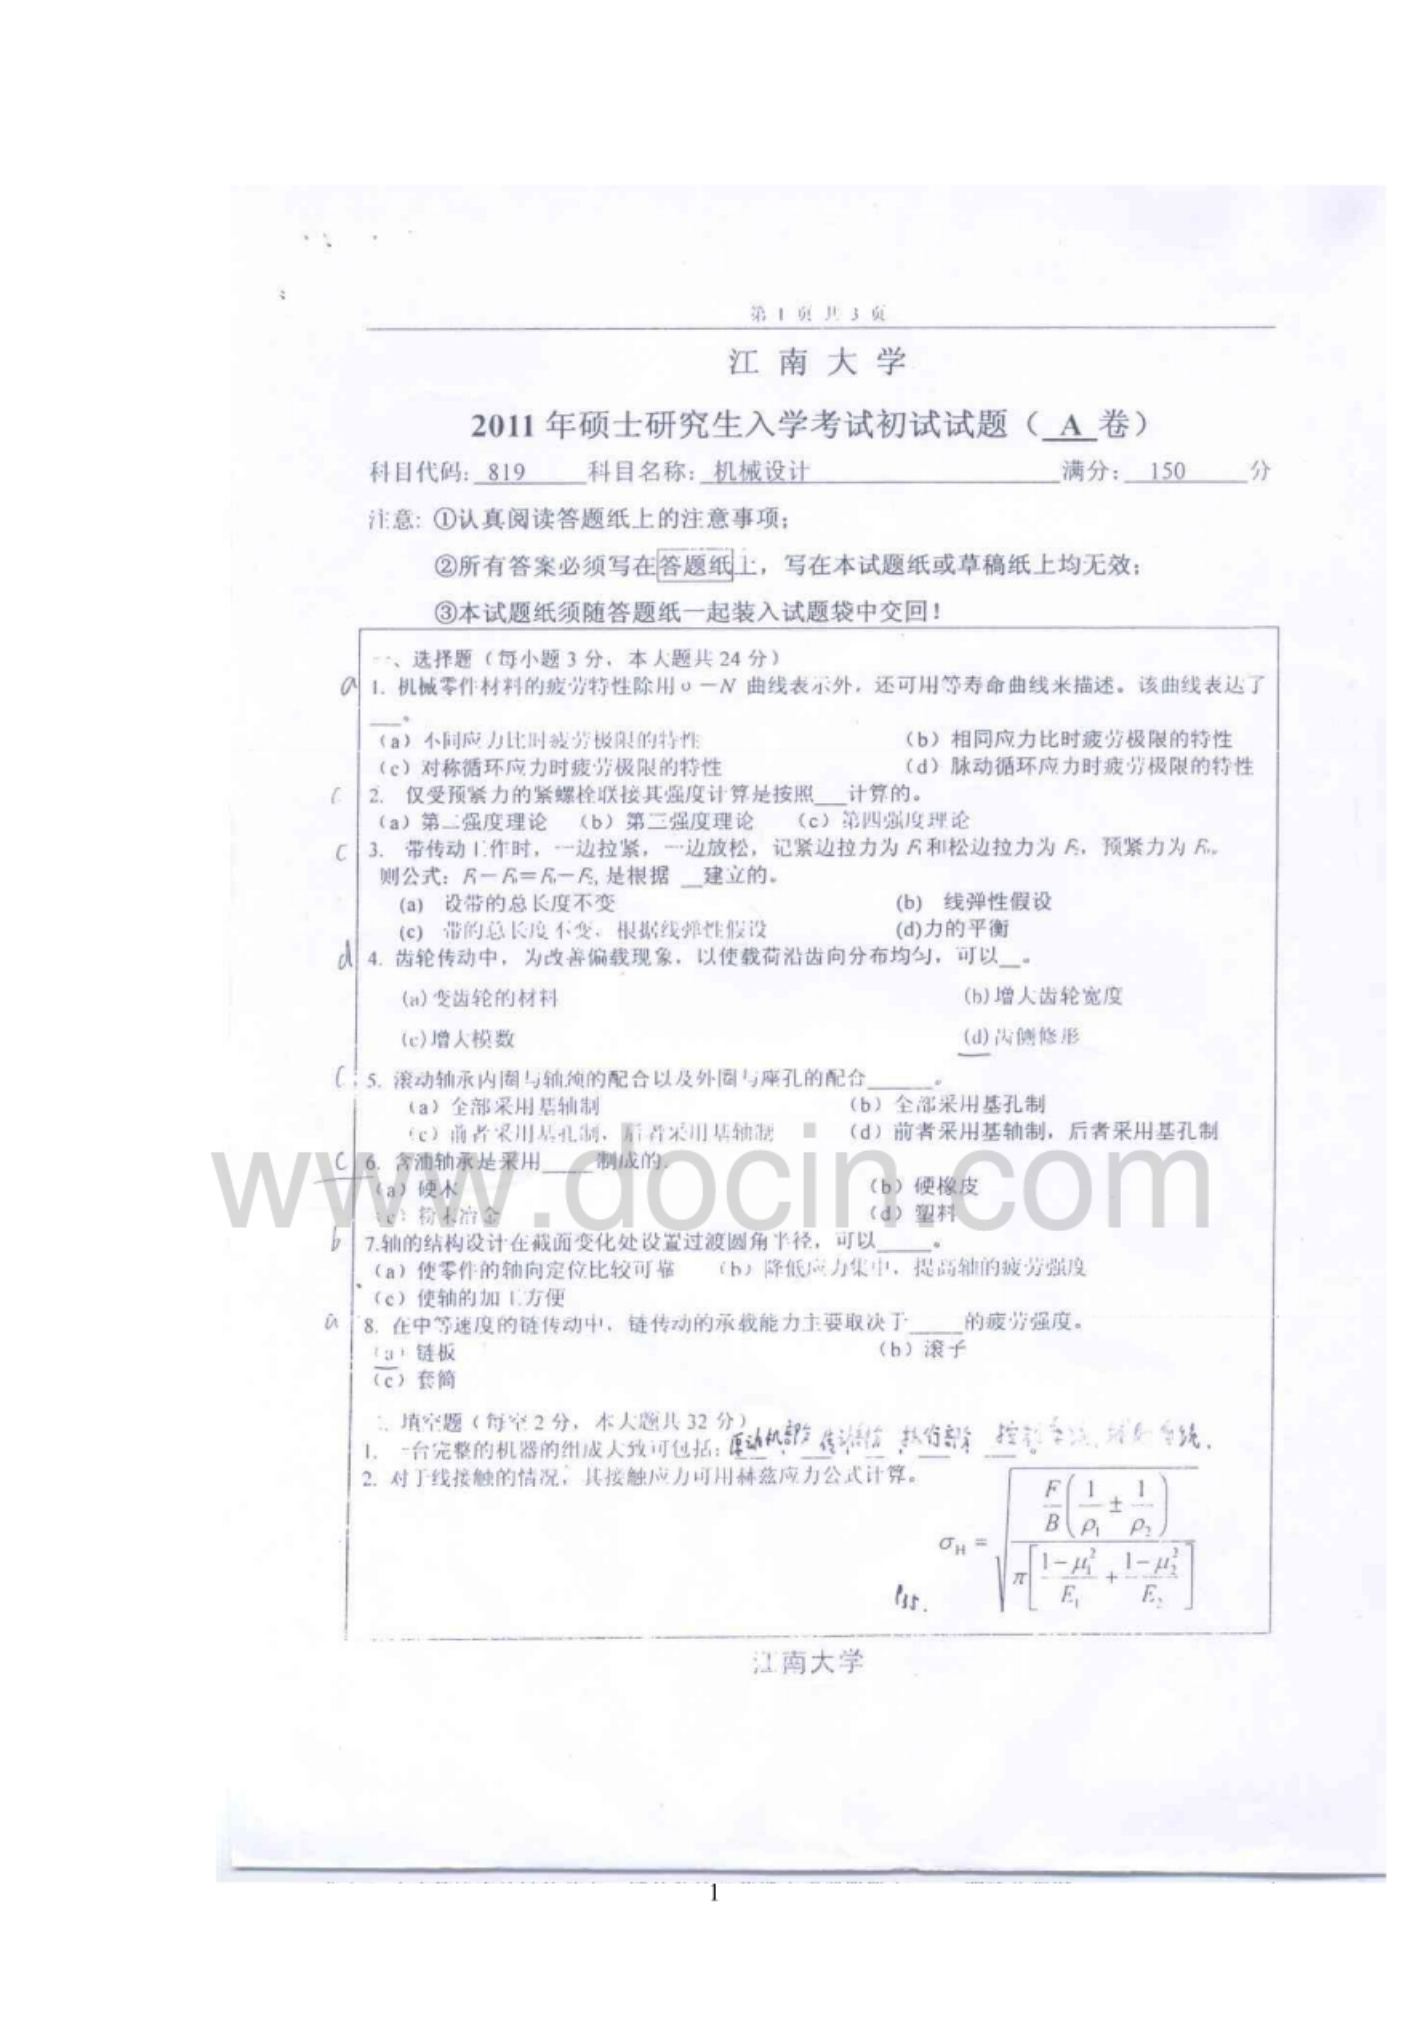 第 1 页 共 3 页
江 南 大 学
2011 年硕士研究生入学考试初试试题（ A 卷）
科目代码: 819 科目名称: 机械设计 满分: 150 分
注意: ①认真阅读答题纸上的注意事项;
②所有答案必须写在答题纸上，写在本试题纸或草稿纸上均无效;
③本试题纸须随答题纸一起装入试题袋中交回!
一、选择题（每小题 3 分，本大题共 24 分）
a 1. 机械零件材料的疲劳特性除用σ－N 曲线表示外，还可用等寿命曲线来描述。该曲线表达了
___。
（a）不同应力比时疲劳极限的特性 （b）相同应力比时疲劳极限的特性
（c）对称循环应力时疲劳极限的特性 （d）脉动循环应力时疲劳极限的特性
c 2. 仅受预紧力的紧螺栓联接其强度计算是按照___计算的。
（a）第二强度理论 （b）第三强度理论 （c）第四强度理论
c 3. 带传动工作时，一边拉紧，一边放松，记紧边拉力为 F₁和松边拉力为 F₂，预紧力为 F₀。
则公式: F₁－F₀＝F₀－F₂, 是根据 __建立的。
(a) 设带的总长度不变 (b) 线弹性假设
(c) 带的总长度不变、根据线弹性假设 (d)力的平衡
d 4. 齿轮传动中，为改善偏载现象，以使载荷沿齿向分布均匀，可以__。
(a)变齿轮的材料 (b)增大齿轮宽度
(c)增大模数 (d)齿侧修形
c 5. 滚动轴承内圈与轴颈的配合以及外圈与座孔的配合_____。
（a）全部采用基轴制 （b）全部采用基孔制
（c）前者采用基孔制，后者采用基轴制 （d）前者采用基轴制，后者采用基孔制
c 6. 含油轴承是采用____制成的.
（a）硬木 （b）硬橡皮
（c）粉末冶金 （d）塑料
www.docin.com
b 7.轴的结构设计在截面变化处设置过渡圆角半径，可以____。
（a）使零件的轴向定位比较可靠 （b）降低应力集中，提高轴的疲劳强度
（c）使轴的加工方便
a 8. 在中等速度的链传动中，链传动的承载能力主要取决于____的疲劳强度。
（a）链板 （b）滚子
（c）套筒
二、填空题（每空 2 分，本大题共 32 分）
1. 一台完整的机器的组成大致可包括: 原动机部分 传动部分 执行部分 控制系统、辅助系统.
2. 对于线接触的情况，其接触应力可用赫兹应力公式计算。
σ_H = √( F/B (1/ρ₁ ± 1/ρ₂) / π[(1−μ₁²)/E₁ + (1−μ₂²)/E₂] )
P35.
江南大学
1